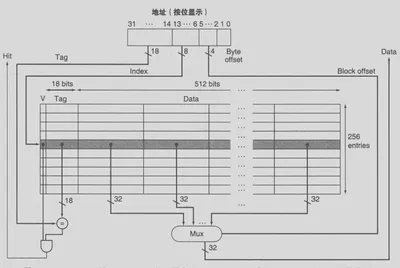 地址（按位显示）
31 ··· 14 13 ··· 6 5 ··· 2 1 0
Hit
Data
Tag
18
8
4
Byte
offset
Index
Block offset
18 bits
512 bits
V
Tag
Data
...
...
256
entries
...
...
18
32
32
32
=
...
Mux
32